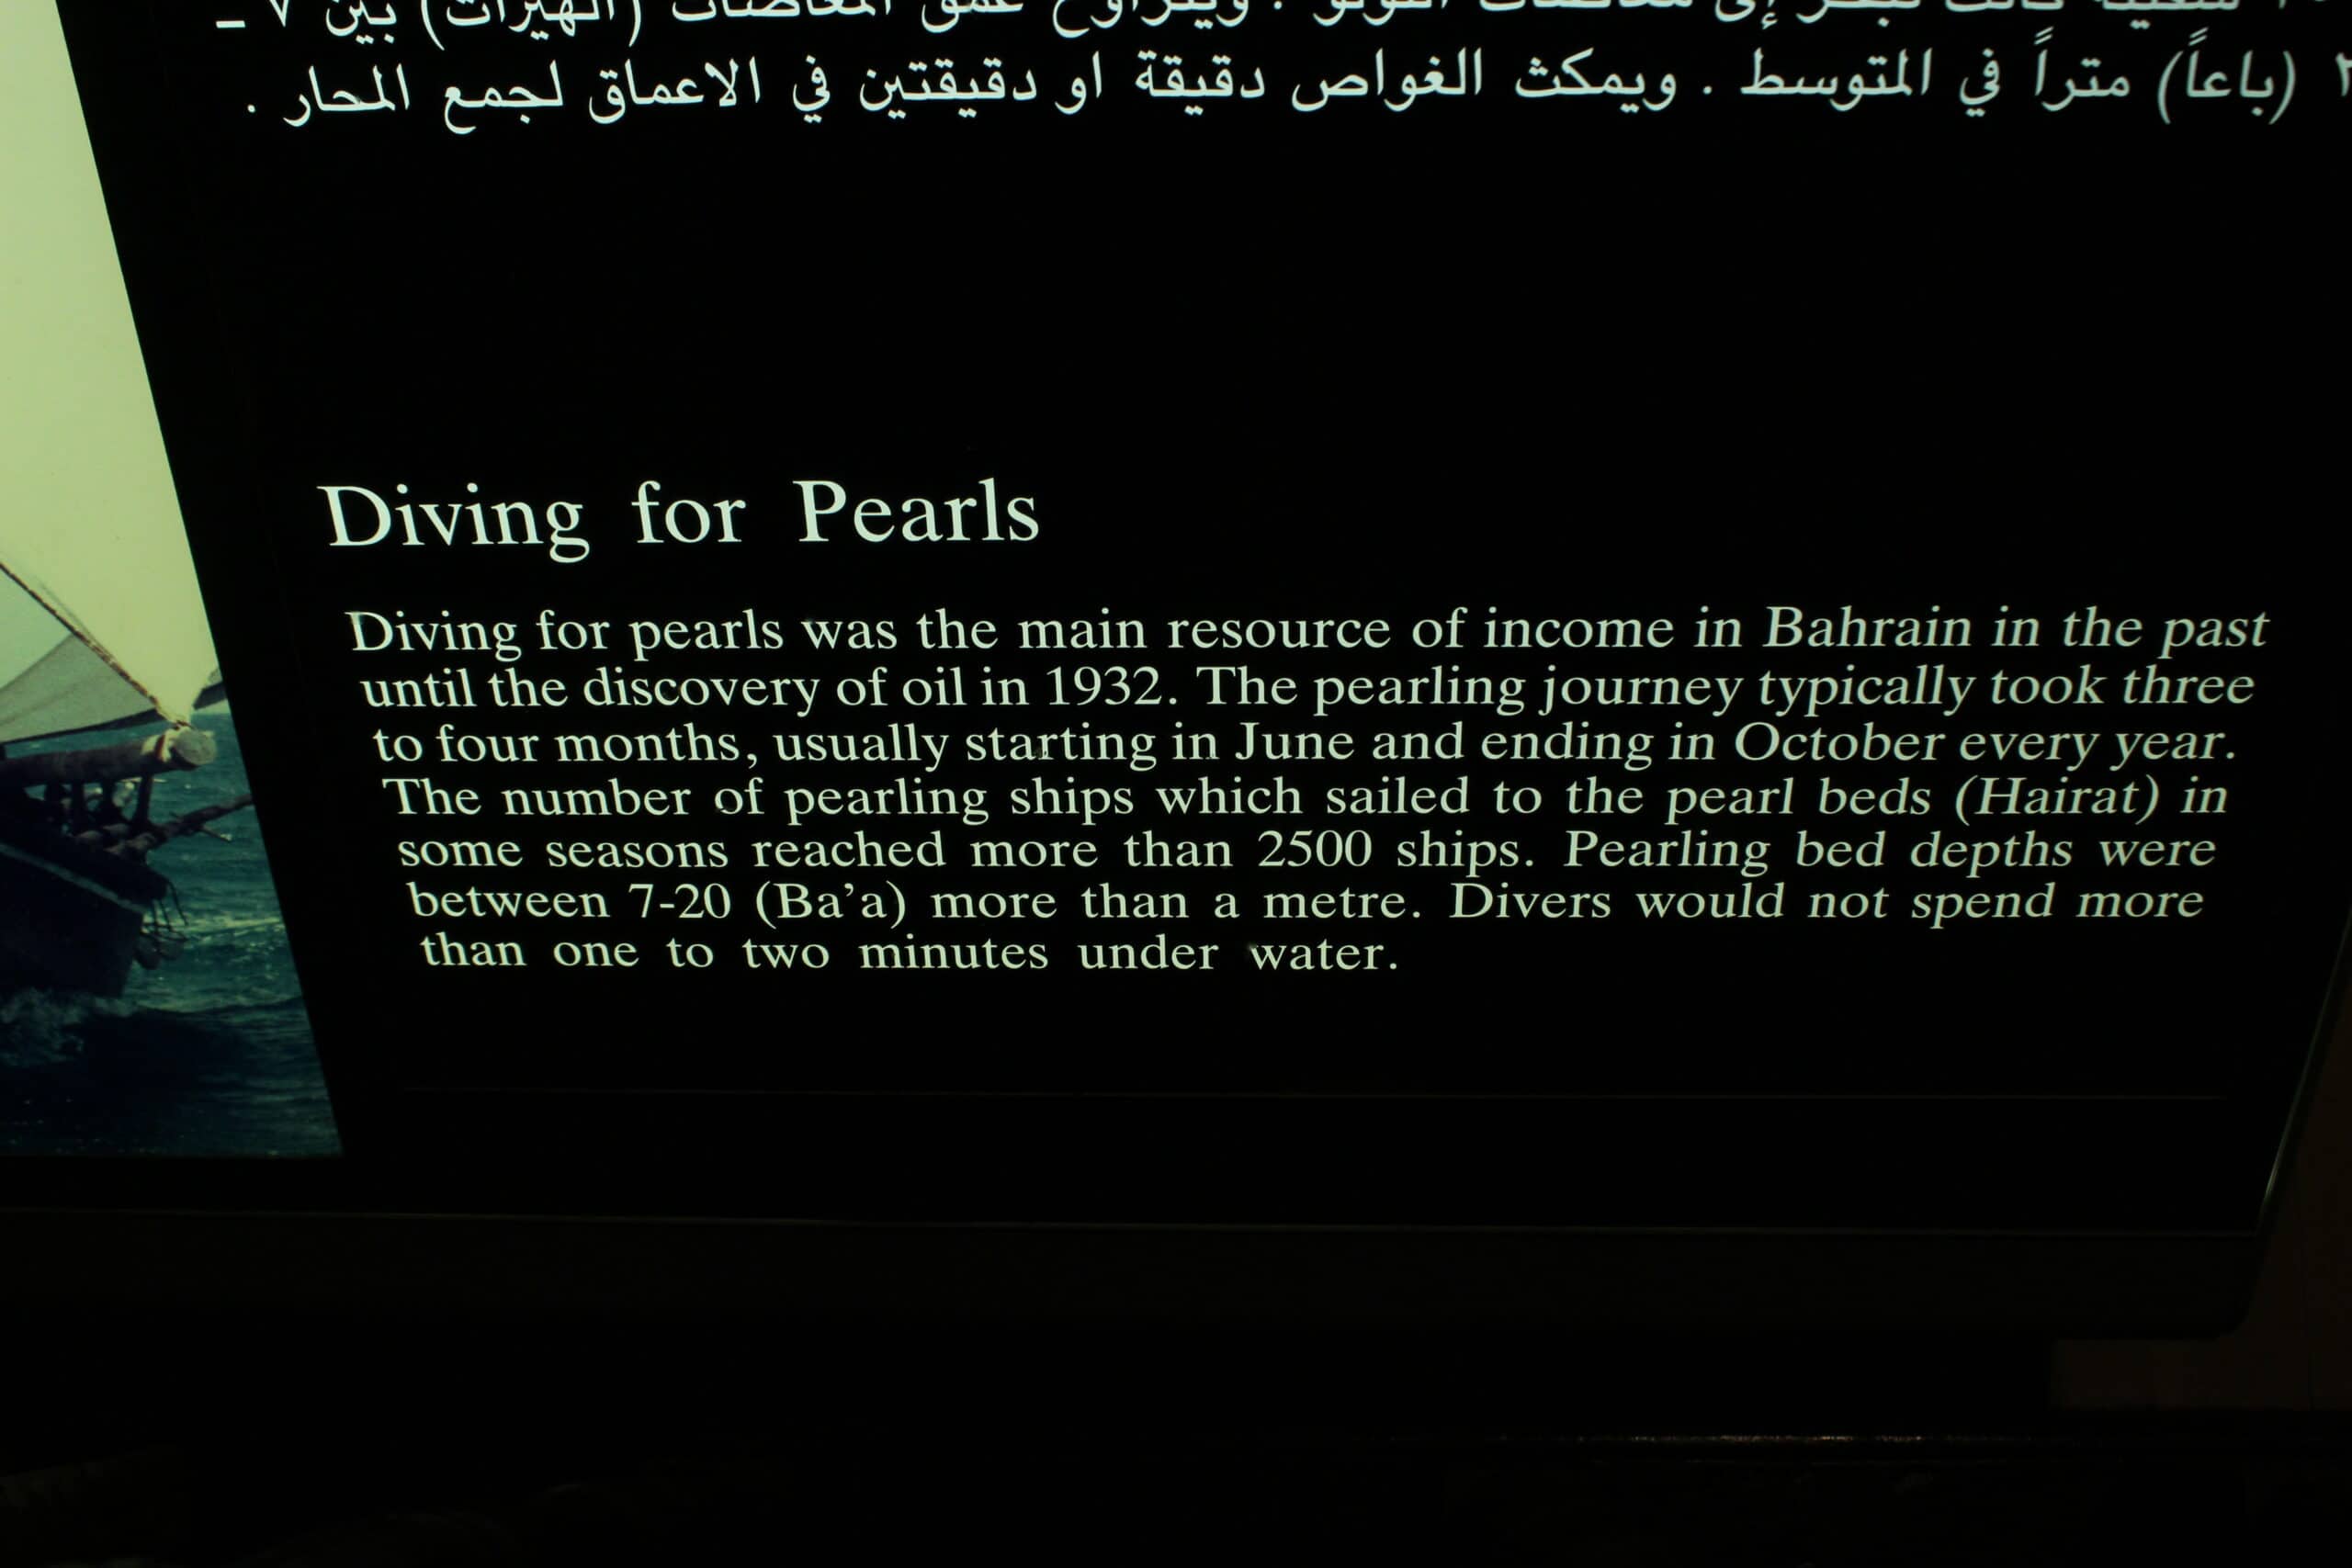 سفينة كانت تبحر إلى مغاصات اللؤلؤ . ويتراوح عمق المغاصات (الهيرات) بين ٧ -
(باعاً) متراً في المتوسط . ويمكث الغواص دقيقة او دقيقتين في الاعماق لجمع المحار .
Diving for Pearls
Diving for pearls was the main resource of income in Bahrain in the past
until the discovery of oil in 1932. The pearling journey typically took three
to four months, usually starting in June and ending in October every year.
The number of pearling ships which sailed to the pearl beds (Hairat) in
some seasons reached more than 2500 ships. Pearling bed depths were
between 7-20 (Ba'a) more than a metre. Divers would not spend more
than one to two minutes under water.